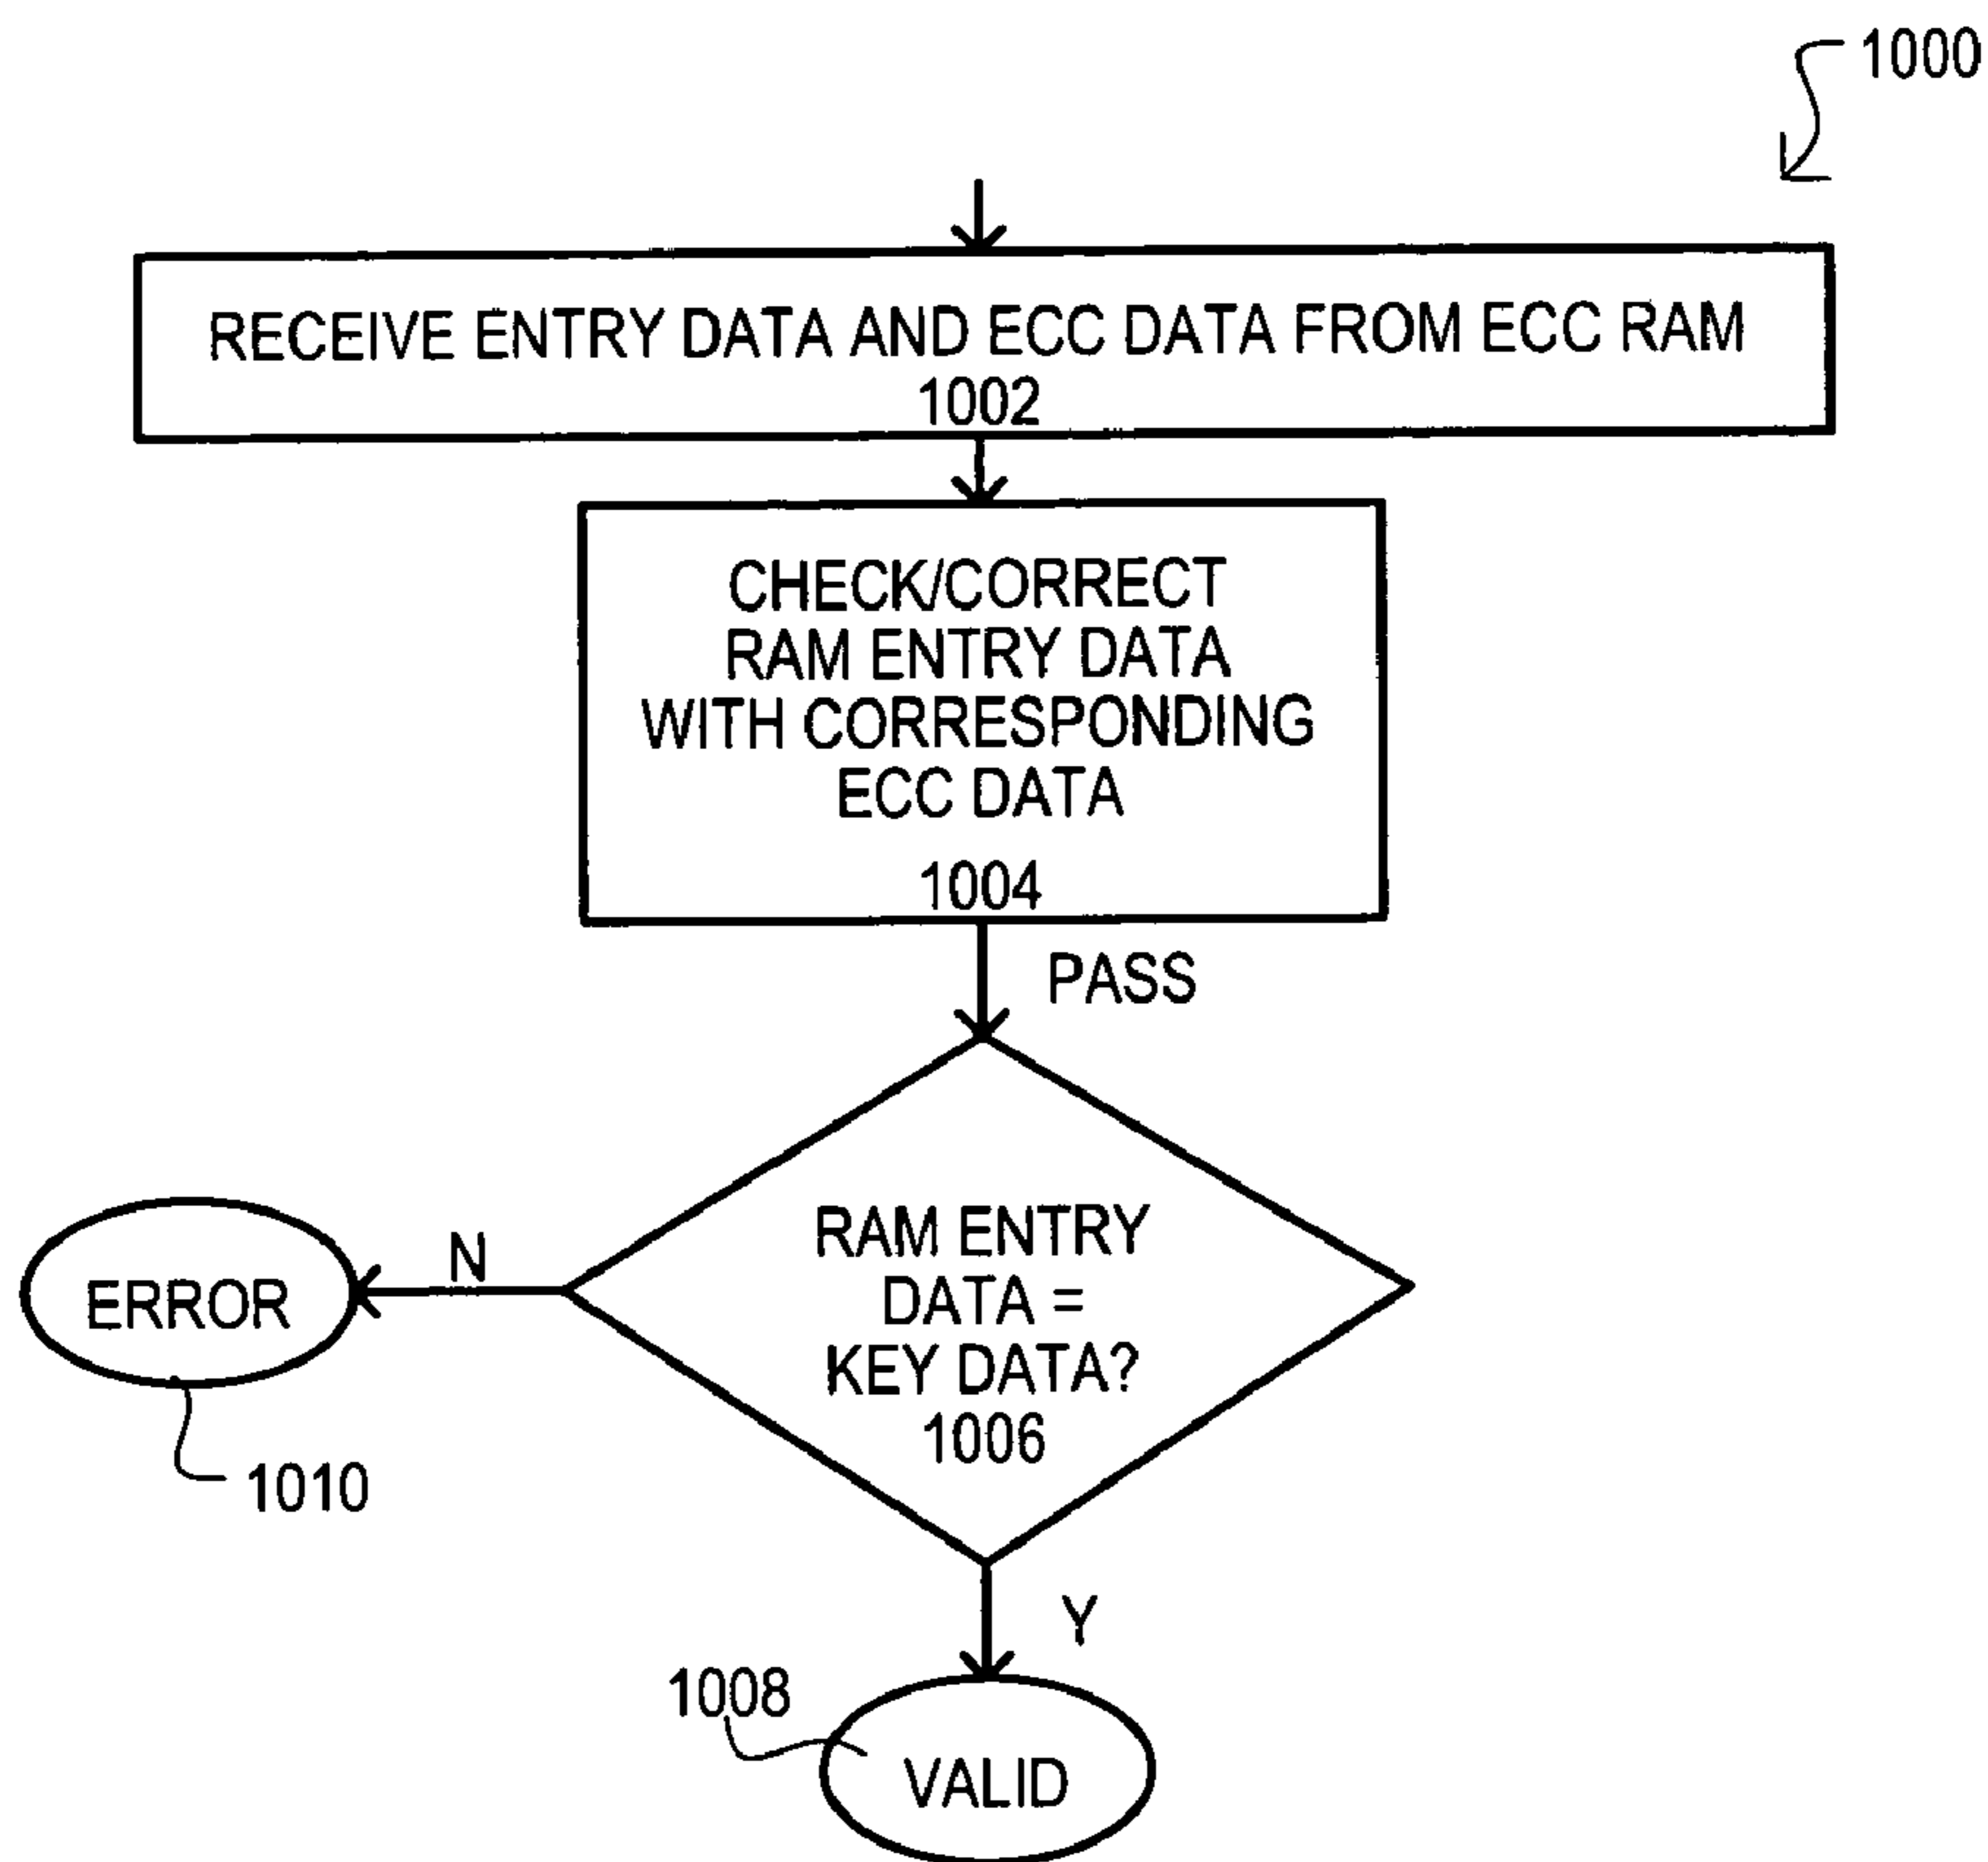 1000
RECEIVE ENTRY DATA AND ECC DATA FROM ECC RAM
1002
CHECK/CORRECT
RAM ENTRY DATA
WITH CORRESPONDING
ECC DATA
1004
PASS
RAM ENTRY
DATA =
KEY DATA?
1006
N
ERROR
1010
Y
1008
VALID